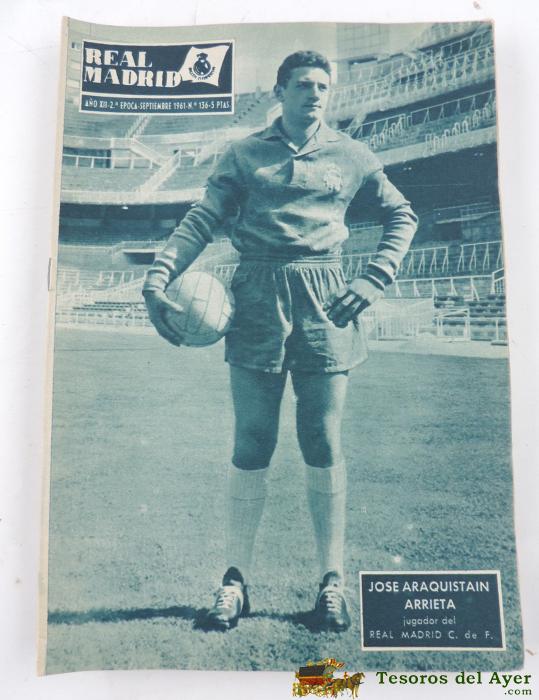 REAL
MADRID
AÑO XII-2.ª EPOCA-SEPTIEMBRE 1961-N.º 136-5 PTAS.
JOSE ARAQUISTAIN
ARRIETA
jugador del
REAL MADRID C. de F.
Tesoros del Ayer
.com